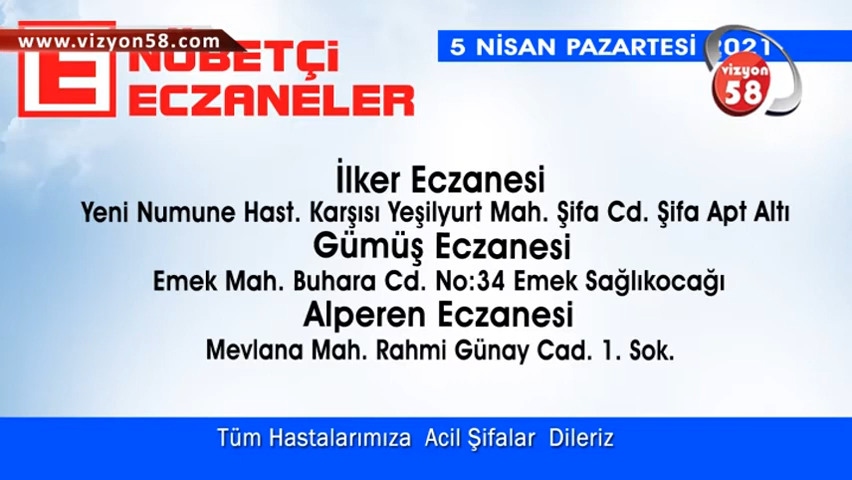 www.vizyon58.com
E NÖBETÇİ
ECZANELER
5 NİSAN PAZARTESİ 2021
vizyon
58
İlker Eczanesi
Yeni Numune Hast. Karşısı Yeşilyurt Mah. Şifa Cd. Şifa Apt Altı
Gümüş Eczanesi
Emek Mah. Buhara Cd. No:34 Emek Sağlıkocağı
Alperen Eczanesi
Mevlana Mah. Rahmi Günay Cad. 1. Sok.
Tüm Hastalarımıza Acil Şifalar Dileriz